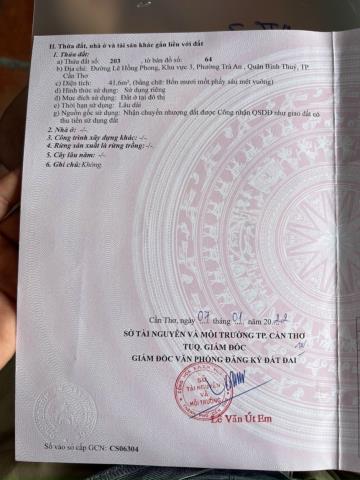 II. Thửa đất, nhà ở và tài sản khác gắn liền với đất
1. Thửa đất:
a) Thửa đất số: 203 , tờ bản đồ số: 64
b) Địa chỉ: Đường Lê Hồng Phong, Khu vực 3, Phường Trà An , Quận Bình Thuỷ, TP
Cần Thơ
c) Diện tích: 41.6m², (bằng chữ: Bốn mươi mốt phẩy sáu mét vuông)
d) Hình thức sử dụng: Sử dụng riêng
đ) Mục đích sử dụng: Đất ở tại đô thị
e) Thời hạn sử dụng: Lâu dài
g) Nguồn gốc sử dụng: Nhận chuyển nhượng đất được Công nhận QSDĐ như giao đất có
thu tiền sử dụng đất
2. Nhà ở: -/-
3. Công trình xây dựng khác: -/-
4. Rừng sản xuất là rừng trồng: -/-
5. Cây lâu năm: -/-
6. Ghi chú: Không.
Cần Thơ, ngày 07 tháng 01 năm 2022
SỞ TÀI NGUYÊN VÀ MÔI TRƯỜNG TP. CẦN THƠ
TUQ. GIÁM ĐỐC
GIÁM ĐỐC VĂN PHÒNG ĐĂNG KÝ ĐẤT ĐAI
SỞ
TÀI NGUYÊN
VÀ
MÔI TRƯỜNG
Lê Văn Út Em
Số vào sổ cấp GCN: CS06304